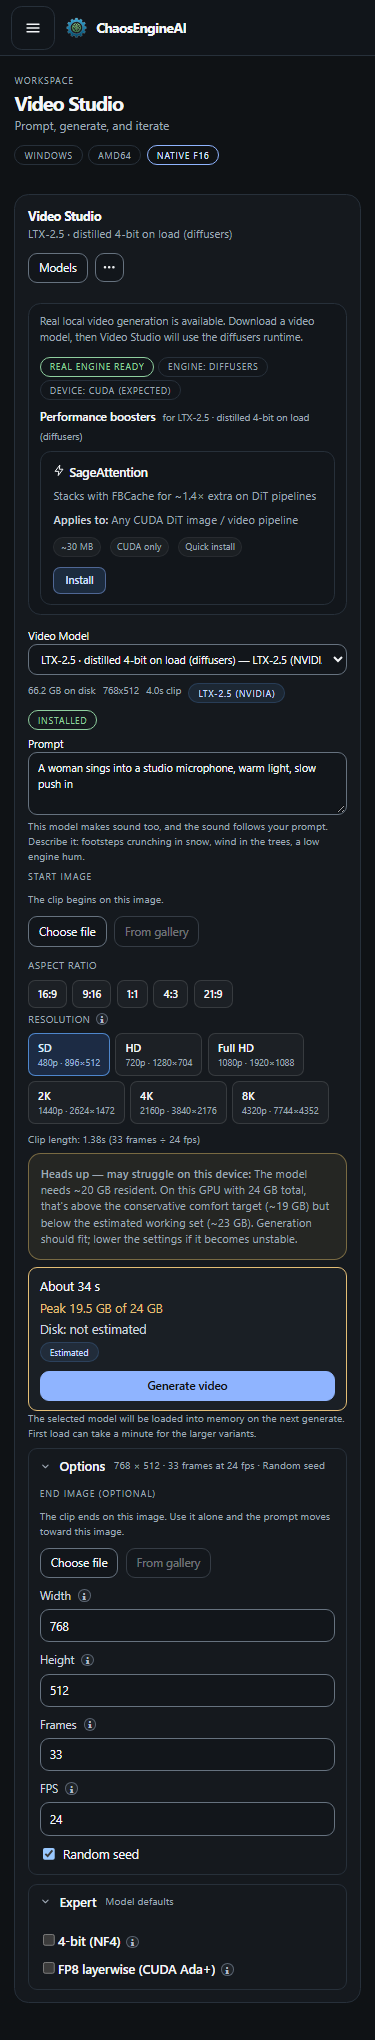 ChaosEngineAI
WORKSPACE
Video Studio
Prompt, generate, and iterate
WINDOWS
AMD64
NATIVE F16
Video Studio
LTX-2.5 · distilled 4-bit on load (diffusers)
Models
···
Real local video generation is available. Download a video
model, then Video Studio will use the diffusers runtime.
REAL ENGINE READY
ENGINE: DIFFUSERS
DEVICE: CUDA (EXPECTED)
Performance boosters for LTX-2.5 · distilled 4-bit on load
(diffusers)
SageAttention
Stacks with FBCache for ~1.4× extra on DiT pipelines
Applies to: Any CUDA DiT image / video pipeline
~30 MB
CUDA only
Quick install
Install
Video Model
LTX-2.5 · distilled 4-bit on load (diffusers) — LTX-2.5 (NVIDI
66.2 GB on disk 768x512 4.0s clip LTX-2.5 (NVIDIA)
INSTALLED
Prompt
A woman sings into a studio microphone, warm light, slow
push in
This model makes sound too, and the sound follows your prompt.
Describe it: footsteps crunching in snow, wind in the trees, a low
engine hum.
START IMAGE
The clip begins on this image.
Choose file
From gallery
ASPECT RATIO
16:9
9:16
1:1
4:3
21:9
RESOLUTION
SD
480p · 896×512
HD
720p · 1280×704
Full HD
1080p · 1920×1088
2K
1440p · 2624×1472
4K
2160p · 3840×2176
8K
4320p · 7744×4352
Clip length: 1.38s (33 frames ÷ 24 fps)
Heads up — may struggle on this device: The model
needs ~20 GB resident. On this GPU with 24 GB total,
that's above the conservative comfort target (~19 GB) but
below the estimated working set (~23 GB). Generation
should fit; lower the settings if it becomes unstable.
About 34 s
Peak 19.5 GB of 24 GB
Disk: not estimated
Estimated
Generate video
The selected model will be loaded into memory on the next generate.
First load can take a minute for the larger variants.
Options 768 × 512 · 33 frames at 24 fps · Random seed
END IMAGE (OPTIONAL)
The clip ends on this image. Use it alone and the prompt moves
toward this image.
Choose file
From gallery
Width
768
Height
512
Frames
33
FPS
24
Random seed
Expert Model defaults
4-bit (NF4)
FP8 layerwise (CUDA Ada+)